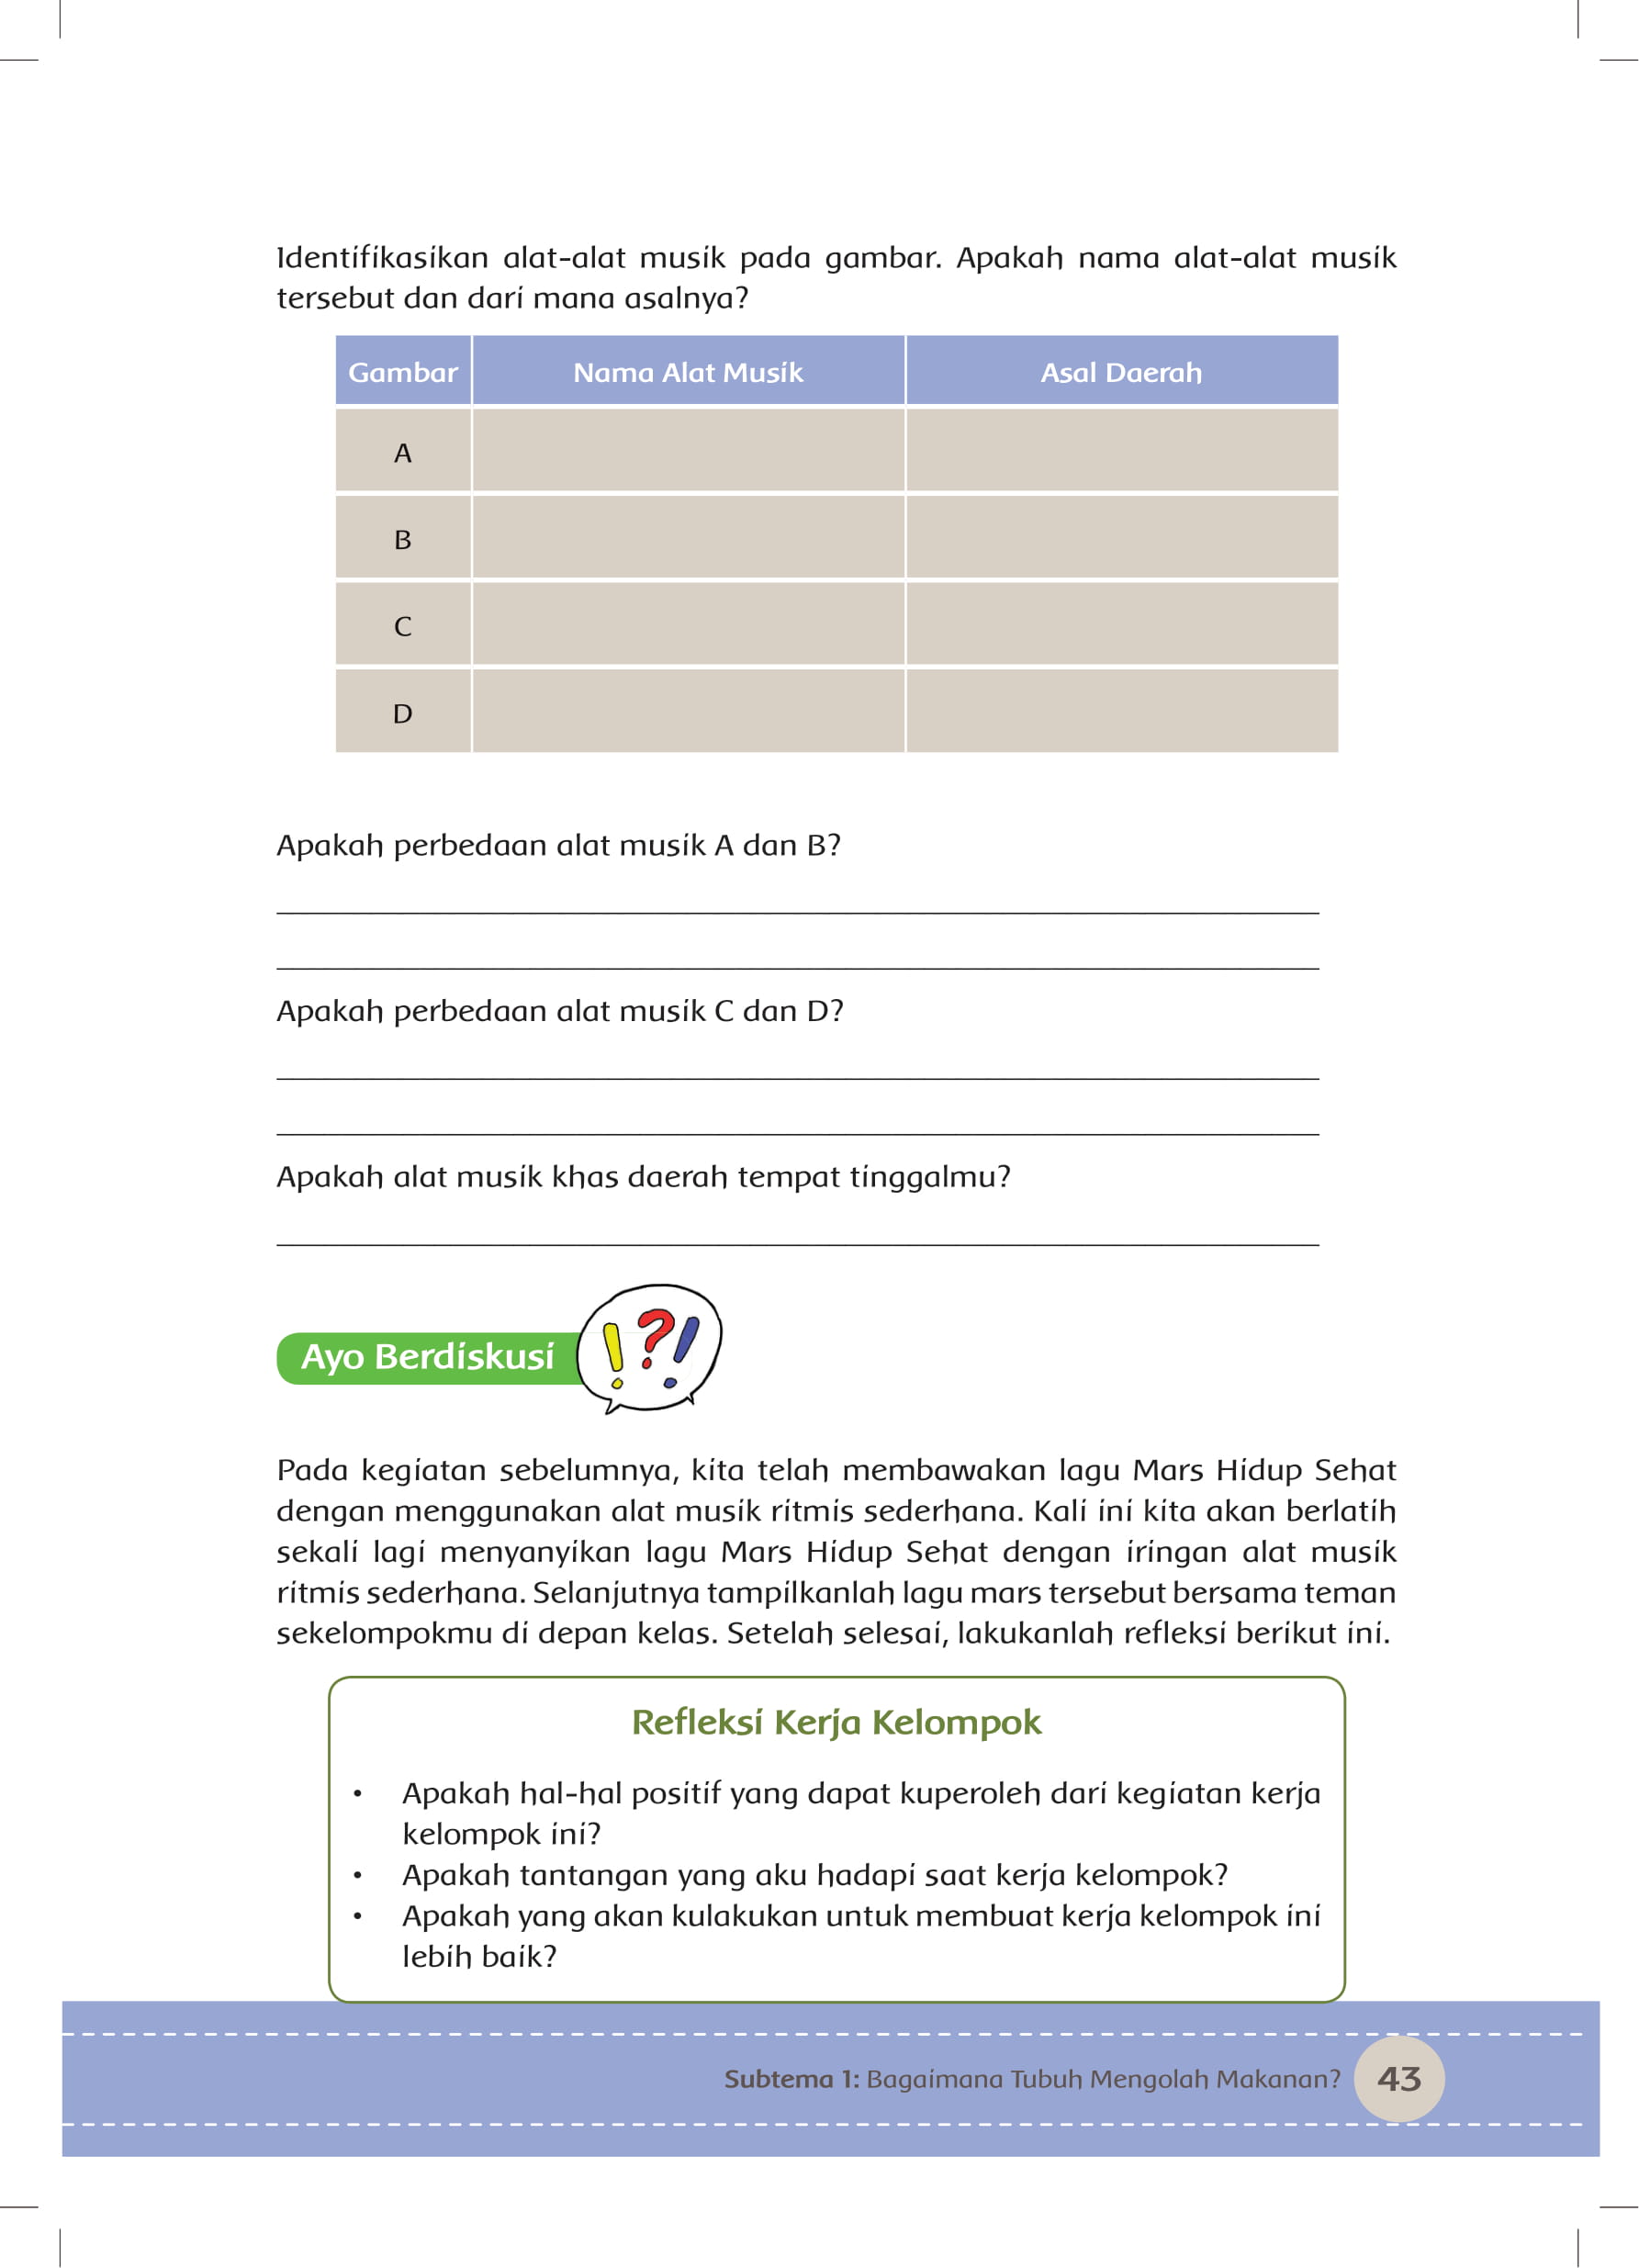 Identifikasikan alat-alat musik pada gambar. Apakah nama alat-alat musik
tersebut dan dari mana asalnya?
Gambar Nama Alat Musik Asal Daerah
A
B
C
D
Apakah perbedaan alat musik A dan B?
Apakah perbedaan alat musik C dan D?
Apakah alat musik khas daerah tempat tinggalmu?
Ayo Berdiskusi !?!
Pada kegiatan sebelumnya, kita telah membawakan lagu Mars Hidup Sehat
dengan menggunakan alat musik ritmis sederhana. Kali ini kita akan berlatih
sekali lagi menyanyikan lagu Mars Hidup Sehat dengan iringan alat musik
ritmis sederhana. Selanjutnya tampilkanlah lagu mars tersebut bersama teman
sekelompokmu di depan kelas. Setelah selesai, lakukanlah refleksi berikut ini.
Refleksi Kerja Kelompok
• Apakah hal-hal positif yang dapat kuperoleh dari kegiatan kerja
kelompok ini?
• Apakah tantangan yang aku hadapi saat kerja kelompok?
• Apakah yang akan kulakukan untuk membuat kerja kelompok ini
lebih baik?
Subtema 1: Bagaimana Tubuh Mengolah Makanan? 43